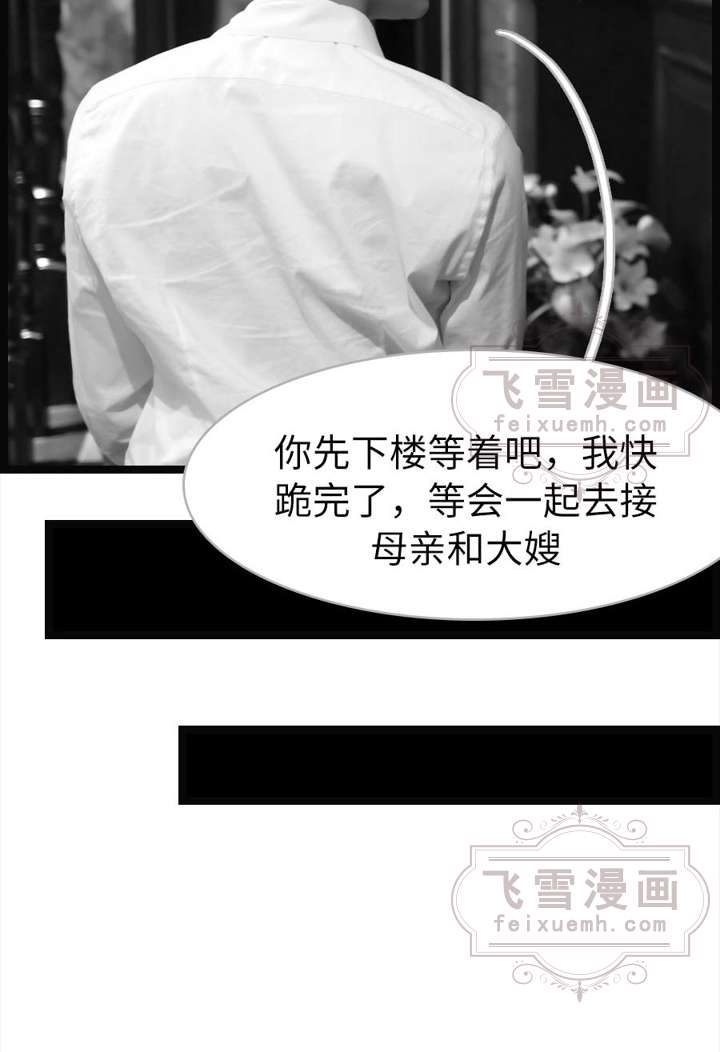 飞雪漫画
feixuemh.com
你先下楼等着吧，我快
跪完了，等会一起去接
母亲和大嫂
飞雪漫画
feixuemh.com